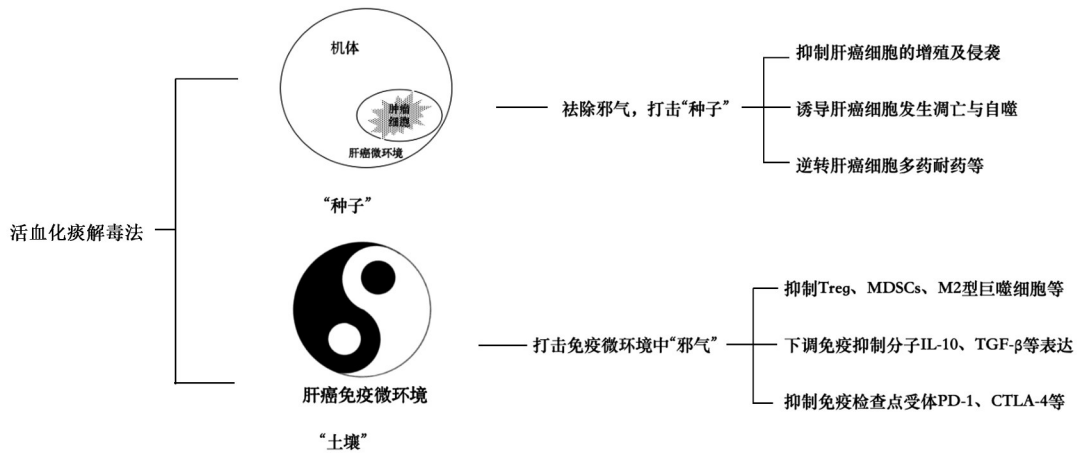 活血化痰解毒法
机体
肿瘤
细胞
肝癌微环境
“种子”
祛除邪气，打击“种子”
抑制肝癌细胞的增殖及侵袭
诱导肝癌细胞发生凋亡与自噬
逆转肝癌细胞多药耐药等
肝癌免疫微环境
“土壤”
打击免疫微环境中“邪气”
抑制Treg、MDSCs、M2型巨噬细胞等
下调免疫抑制分子IL-10、TGF-β等表达
抑制免疫检查点受体PD-1、CTLA-4等